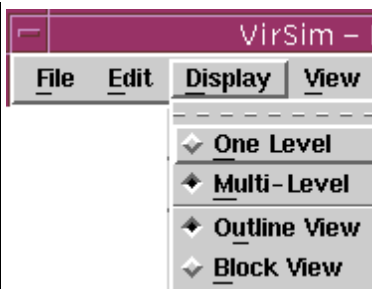 VirSim –
File Edit Display View
One Level
Multi-Level
Outline View
Block View